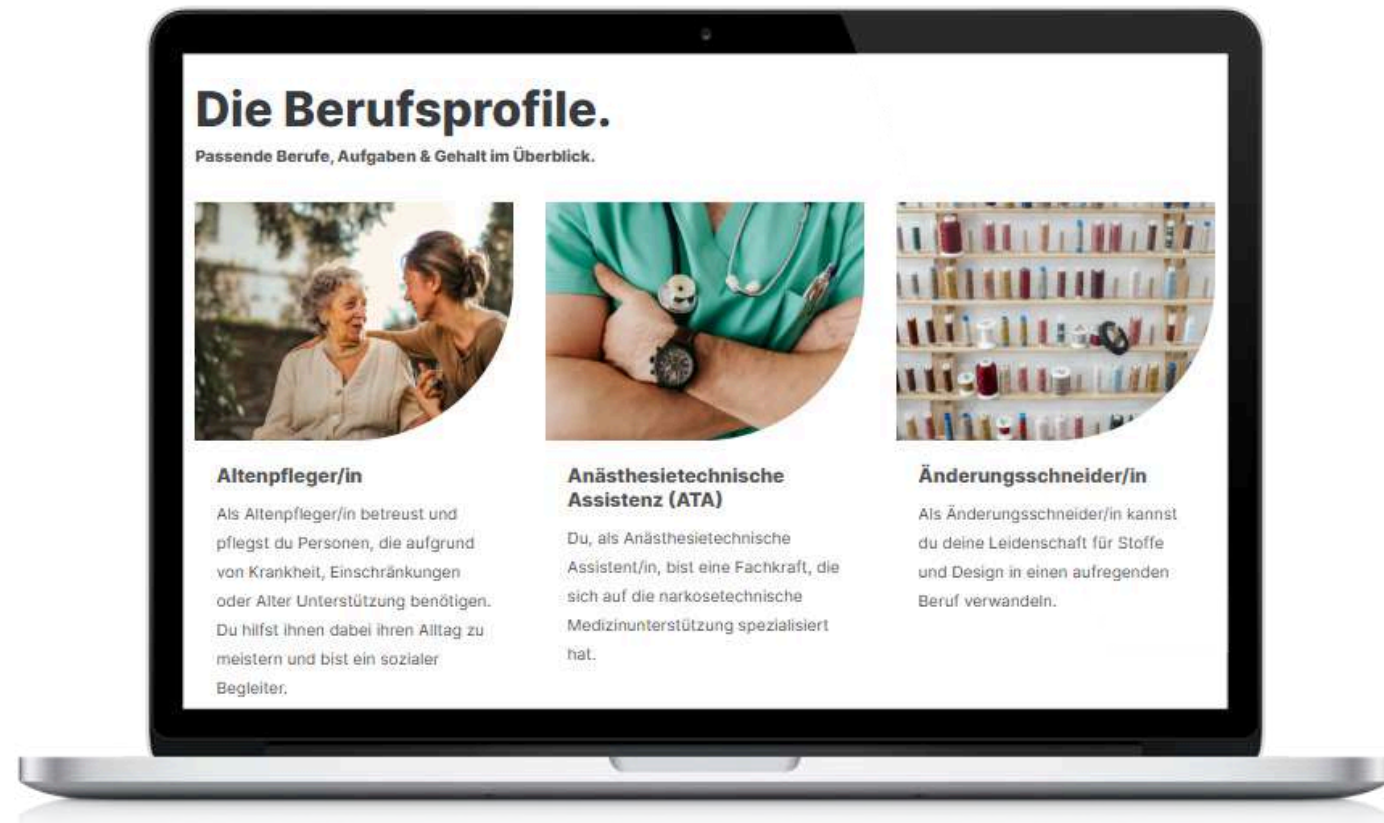 Die Berufsprofile.
Passende Berufe, Aufgaben & Gehalt im Überblick.
Altenpfleger/in
Als Altenpfleger/in betreust und
pflegst du Personen, die aufgrund
von Krankheit, Einschränkungen
oder Alter Unterstützung benötigen.
Du hilfst ihnen dabei ihren Alltag zu
meistern und bist ein sozialer
Begleiter.
Anästhesietechnische
Assistenz (ATA)
Du, als Anästhesietechnische
Assistent/in, bist eine Fachkraft, die
sich auf die narkosetechnische
Medizinunterstützung spezialisiert
hat.
Änderungsschneider/in
Als Änderungsschneider/in kannst
du deine Leidenschaft für Stoffe
und Design in einen aufregenden
Beruf verwandeln.